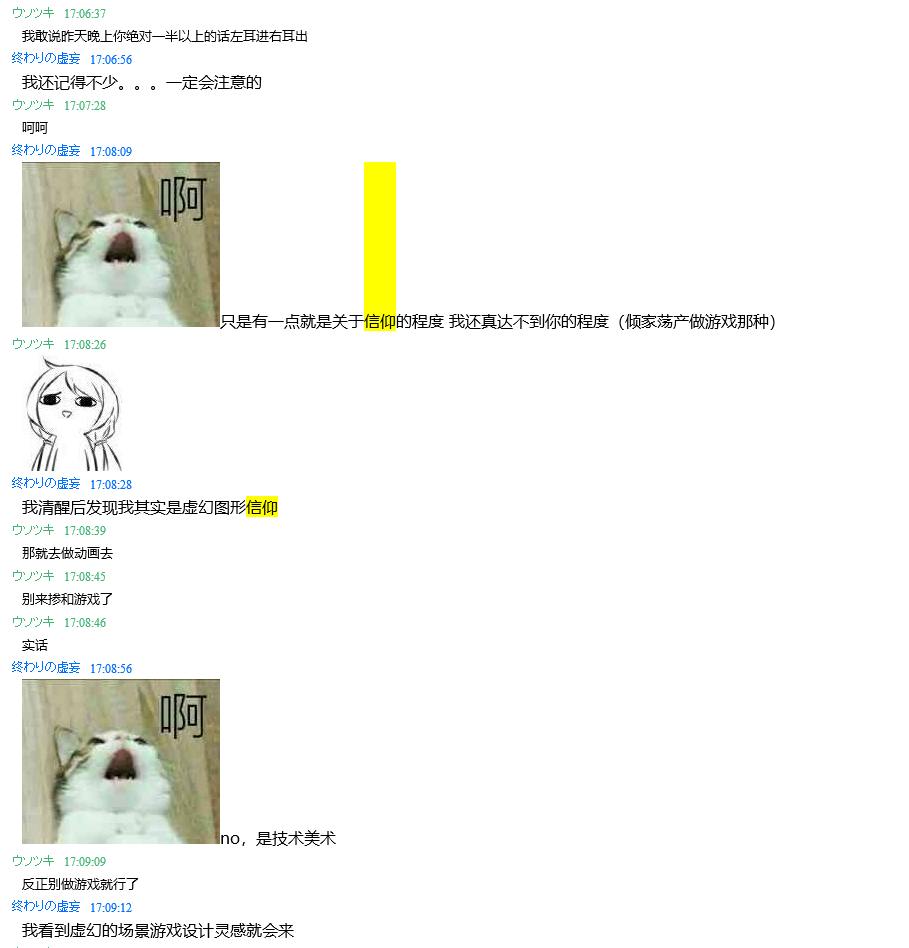 ウソツキ 17:06:37
我敢说昨天晚上你绝对一半以上的话左耳进右耳出
终わりの虚妄 17:06:56
我还记得不少。。。一定会注意的
ウソツキ 17:07:28
呵呵
终わりの虚妄 17:08:09
啊
只是有一点就是关于信仰的程度 我还真达不到你的程度（倾家荡产做游戏那种）
ウソツキ 17:08:26
终わりの虚妄 17:08:28
我清醒后发现我其实是虚幻图形信仰
ウソツキ 17:08:39
那就去做动画去
ウソツキ 17:08:45
别来掺和游戏了
ウソツキ 17:08:46
实话
终わりの虚妄 17:08:56
啊
no，是技术美术
ウソツキ 17:09:09
反正别做游戏就行了
终わりの虚妄 17:09:12
我看到虚幻的场景游戏设计灵感就会来